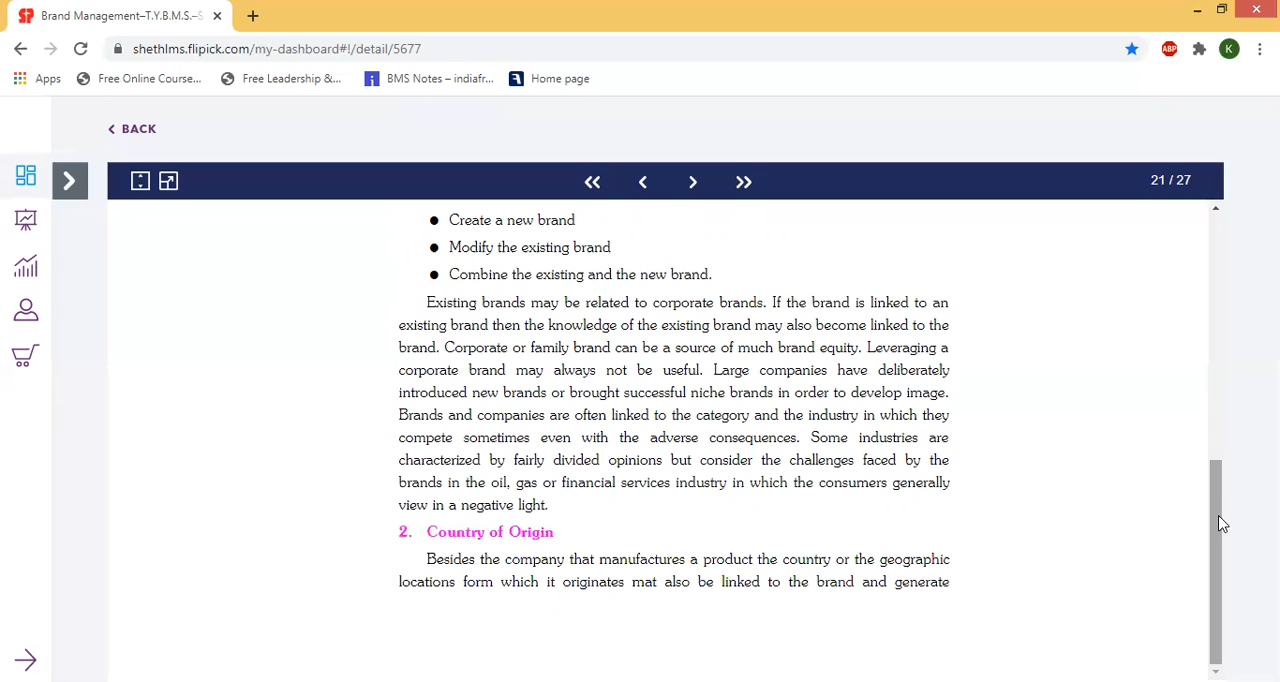 Brand Management–T.Y.B.M.S.–S
shethlms.flipick.com/my-dashboard#!/detail/5677
ABP
K
Apps
Free Online Course...
Free Leadership &...
BMS Notes – indiafr...
Home page
BACK
21 / 27
Create a new brand
Modify the existing brand
Combine the existing and the new brand.
Existing brands may be related to corporate brands. If the brand is linked to an
existing brand then the knowledge of the existing brand may also become linked to the
brand. Corporate or family brand can be a source of much brand equity. Leveraging a
corporate brand may always not be useful. Large companies have deliberately
introduced new brands or brought successful niche brands in order to develop image.
Brands and companies are often linked to the category and the industry in which they
compete sometimes even with the adverse consequences. Some industries are
characterized by fairly divided opinions but consider the challenges faced by the
brands in the oil, gas or financial services industry in which the consumers generally
view in a negative light.
2. Country of Origin
Besides the company that manufactures a product the country or the geographic
locations form which it originates mat also be linked to the brand and generate